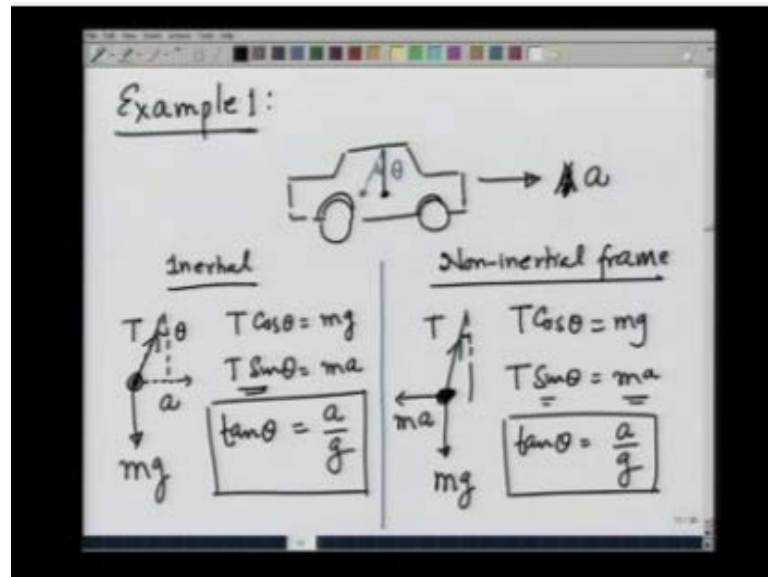 Example 1:
θ
a
Inertial
T θ
T Cosθ = mg
T Sinθ = ma
a
tanθ = a/g
mg
Non-inertial frame
T
T Cosθ = mg
T Sinθ = ma
ma
tanθ = a/g
mg